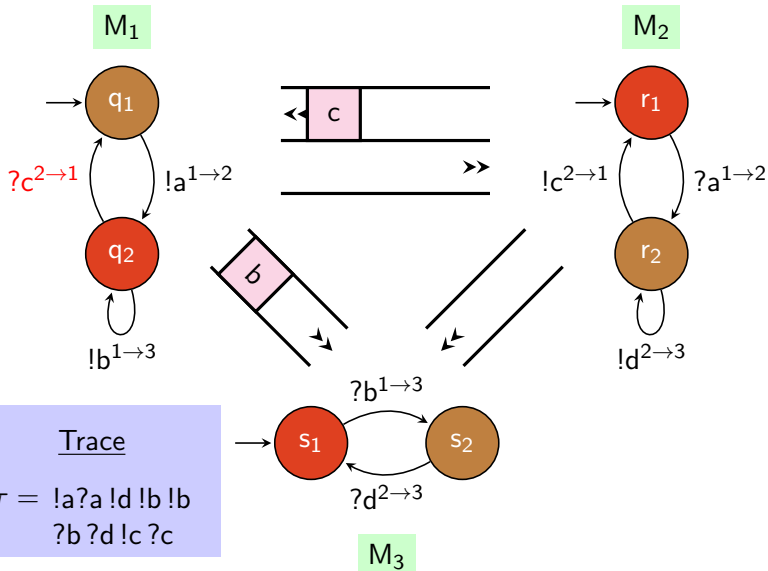 M₁
M₂
q₁
c
r₁
?c²→¹
!a¹→²
!c²→¹
?a¹→²
q₂
b
r₂
!b¹→³
!d²→³
?b¹→³
Trace
s₁
s₂
= !a?a !d !b !b
?d²→³
?b ?d !c ?c
M₃